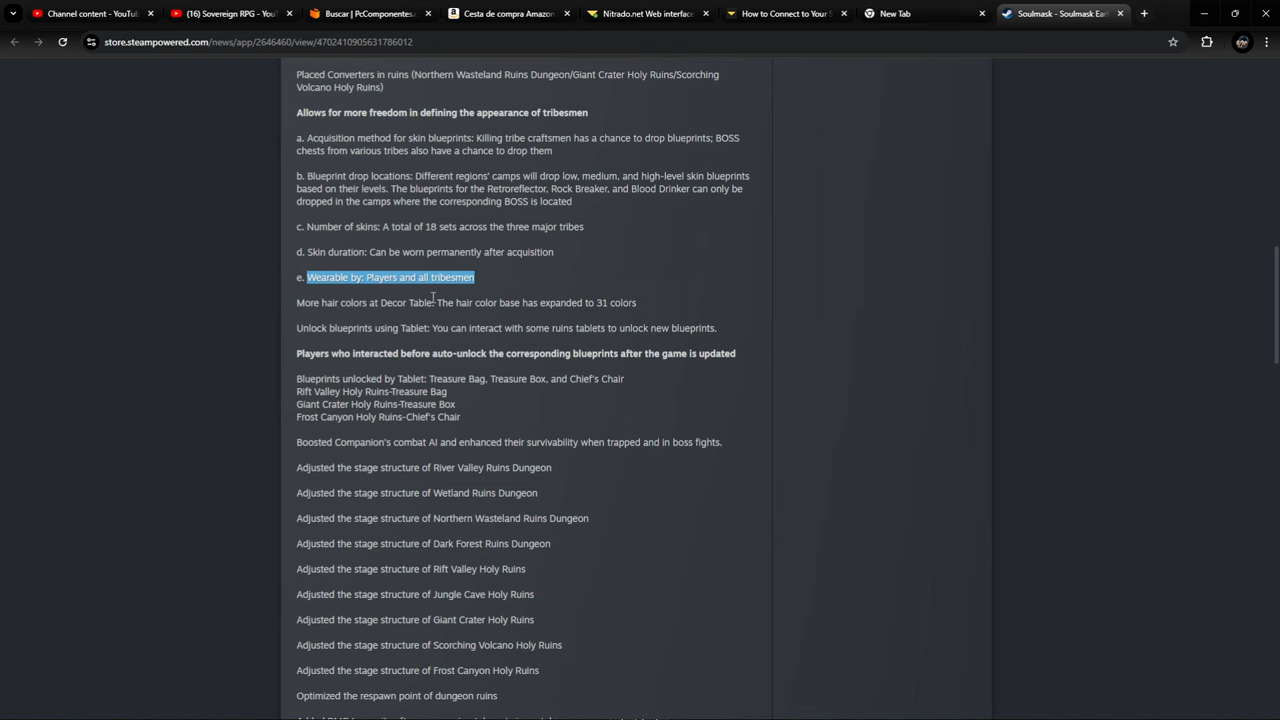 Channel content - YouTu
(16) Sovereign RPG - You
Buscar | PcComponentes.
Cesta de compra Amazon
Nitrado.net Web interfac
How to Connect to Your S
New Tab
Soulmask - Soulmask Ear
store.steampowered.com/news/app/2646460/view/4702410905631786012
Placed Converters in ruins (Northern Wasteland Ruins Dungeon/Giant Crater Holy Ruins/Scorching
Volcano Holy Ruins)
Allows for more freedom in defining the appearance of tribesmen
a. Acquisition method for skin blueprints: Killing tribe craftsmen has a chance to drop blueprints; BOSS
chests from various tribes also have a chance to drop them
b. Blueprint drop locations: Different regions' camps will drop low, medium, and high-level skin blueprints
based on their levels. The blueprints for the Retroreflector, Rock Breaker, and Blood Drinker can only be
dropped in the camps where the corresponding BOSS is located
c. Number of skins: A total of 18 sets across the three major tribes
d. Skin duration: Can be worn permanently after acquisition
e. Wearable by: Players and all tribesmen
More hair colors at Decor Table: The hair color base has expanded to 31 colors
Unlock blueprints using Tablet: You can interact with some ruins tablets to unlock new blueprints.
Players who interacted before auto-unlock the corresponding blueprints after the game is updated
Blueprints unlocked by Tablet: Treasure Bag, Treasure Box, and Chief's Chair
Rift Valley Holy Ruins-Treasure Bag
Giant Crater Holy Ruins-Treasure Box
Frost Canyon Holy Ruins-Chief's Chair
Boosted Companion's combat AI and enhanced their survivability when trapped and in boss fights.
Adjusted the stage structure of River Valley Ruins Dungeon
Adjusted the stage structure of Wetland Ruins Dungeon
Adjusted the stage structure of Northern Wasteland Ruins Dungeon
Adjusted the stage structure of Dark Forest Ruins Dungeon
Adjusted the stage structure of Rift Valley Holy Ruins
Adjusted the stage structure of Jungle Cave Holy Ruins
Adjusted the stage structure of Giant Crater Holy Ruins
Adjusted the stage structure of Scorching Volcano Holy Ruins
Adjusted the stage structure of Frost Canyon Holy Ruins
Optimized the respawn point of dungeon ruins